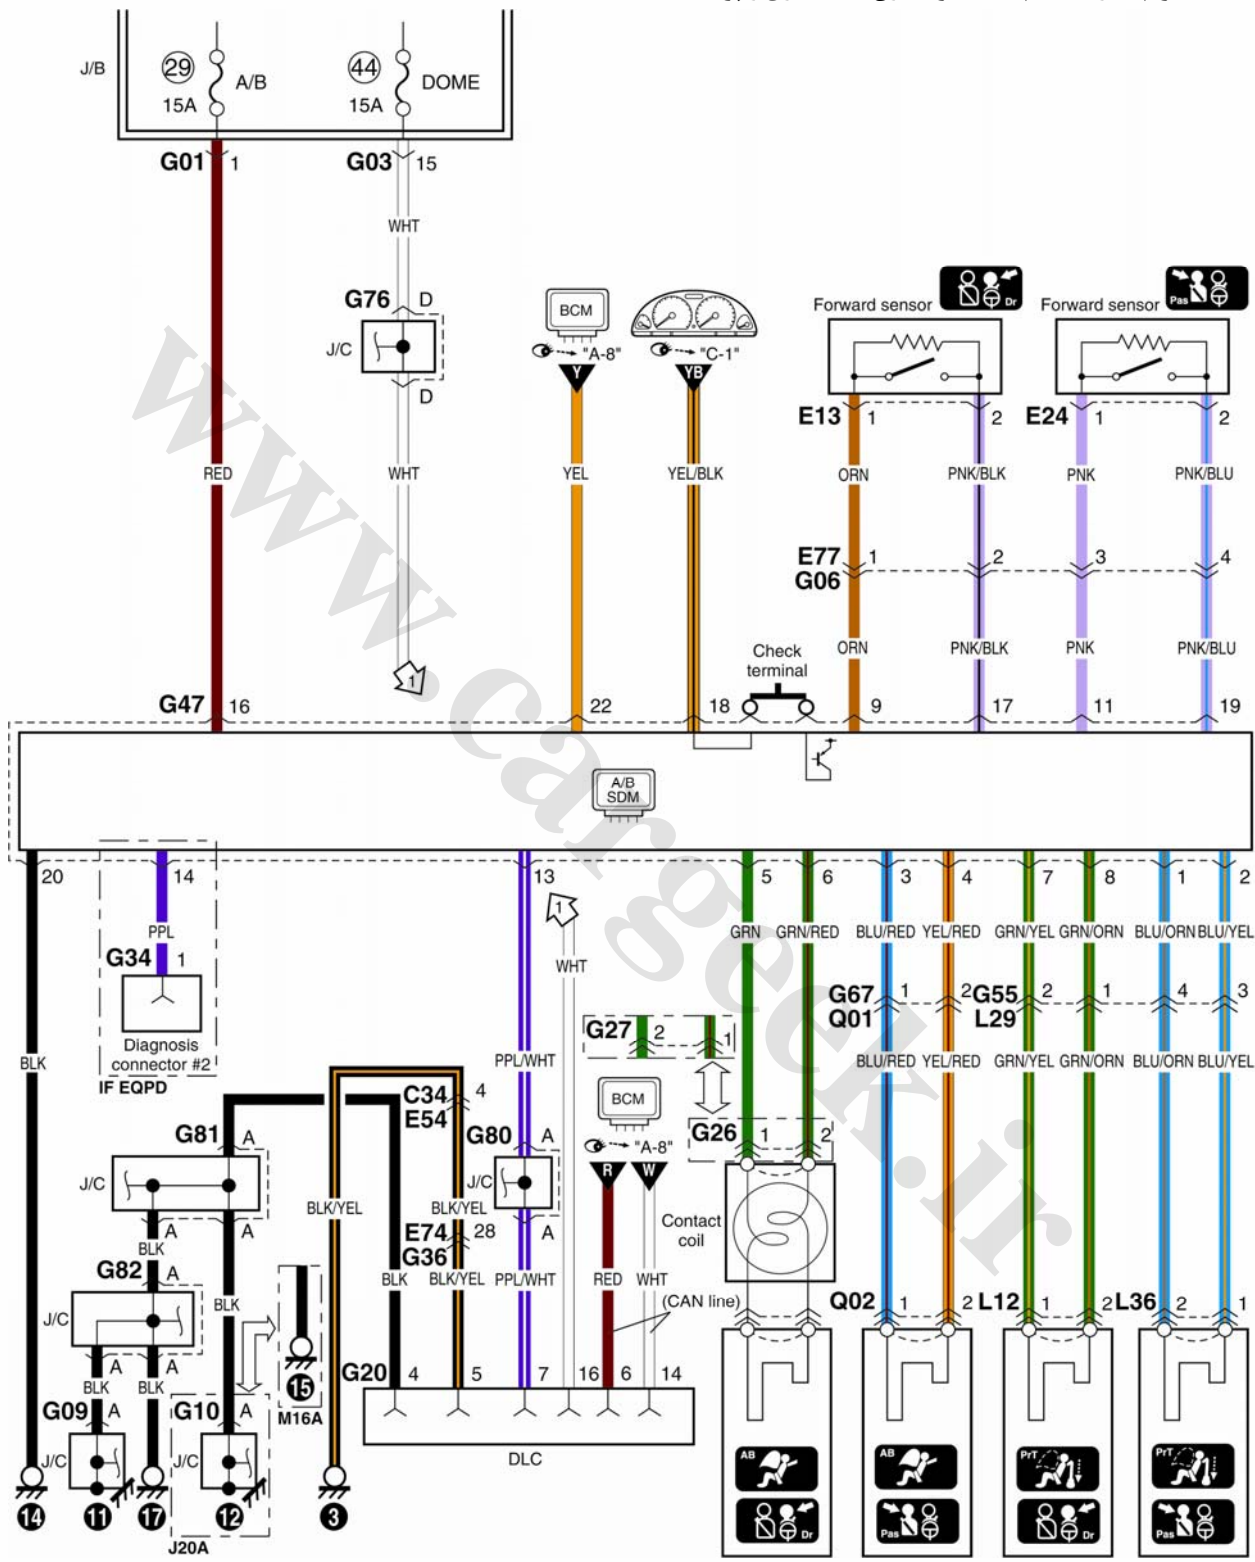 J/B
29
15A
A/B
44
15A
DOME
G01 1
G03 15
WHT
G76 D
J/C
D
BCM
"A-8"
Y
"C-1"
YB
Forward sensor
Dr
Forward sensor
Pas
E13 1 2
E24 1 2
RED
WHT
YEL
YEL/BLK
ORN
PNK/BLK
PNK
PNK/BLU
E77 1 2 3 4
G06
ORN
PNK/BLK
PNK
PNK/BLU
Check
terminal
1
G47 16 22 18 9 17 11 19
A/B
SDM
20 14 13 5 6 3 4 7 8 1 2
1
PPL
GRN
GRN/RED
BLU/RED
YEL/RED
GRN/YEL
GRN/ORN
BLU/ORN
BLU/YEL
G34 1
WHT
G67 1 2
Q01
G55 2 1 4 3
L29
Diagnosis
connector #2
IF EQPD
BLK
PPL/WHT
G27 2 1
BLU/RED
YEL/RED
GRN/YEL
GRN/ORN
BLU/ORN
BLU/YEL
C34 4
E54
BCM
"A-8"
R
W
G81 A
G80 A
G26 1 2
J/C
J/C
BLK/YEL
BLK/YEL
A
A
A
BLK
E74 28
G36
Contact
coil
G82 A
BLK
BLK/YEL
PPL/WHT
RED
WHT
BLK
(CAN line)
J/C
Q02 1 2
L12 1 2
L36 2 1
A
A
BLK
BLK
G20 4 5 7 16 6 14
15
M16A
G09 A
G10 A
J/C
J/C
DLC
AB
AB
PrT
PrT
Dr
Pas
Dr
Pas
14
11
17
12
3
J20A
www.cargeek.ir